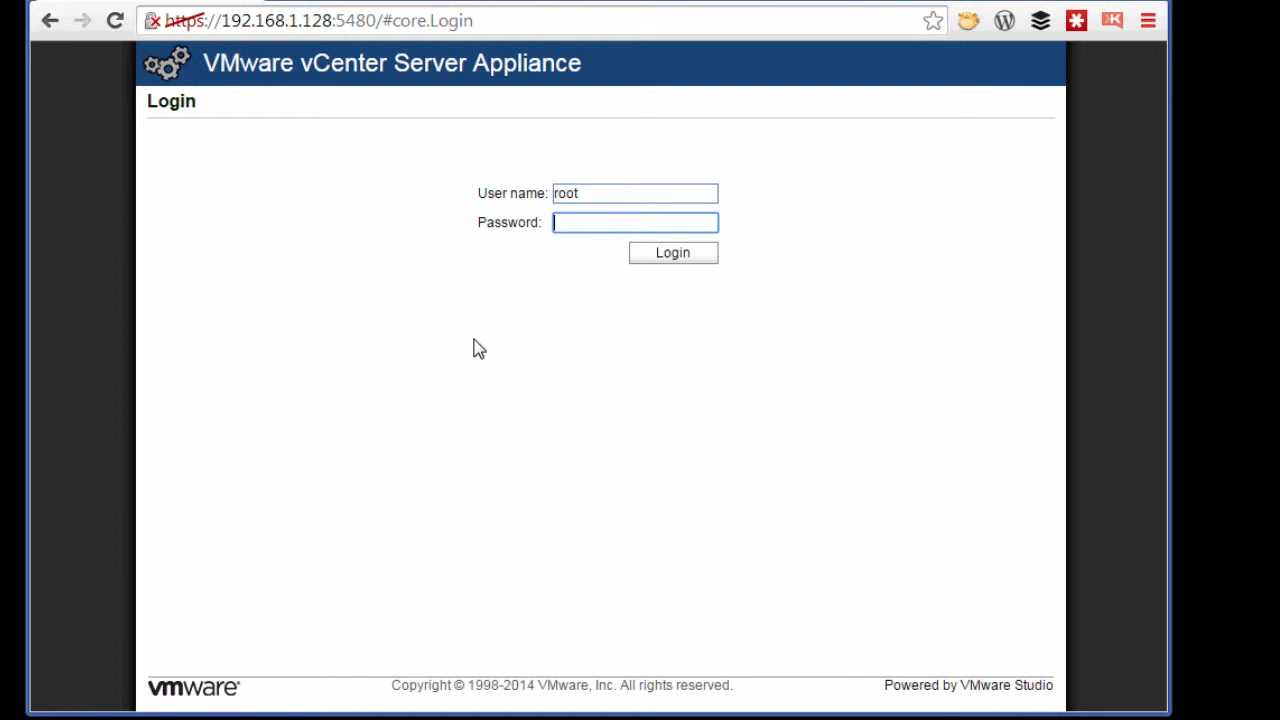 https://192.168.1.128:5480/#core.Login
VMware vCenter Server Appliance
Login
User name: root
Password:
Login
vmware
Copyright © 1998-2014 VMware, Inc. All rights reserved.
Powered by VMware Studio